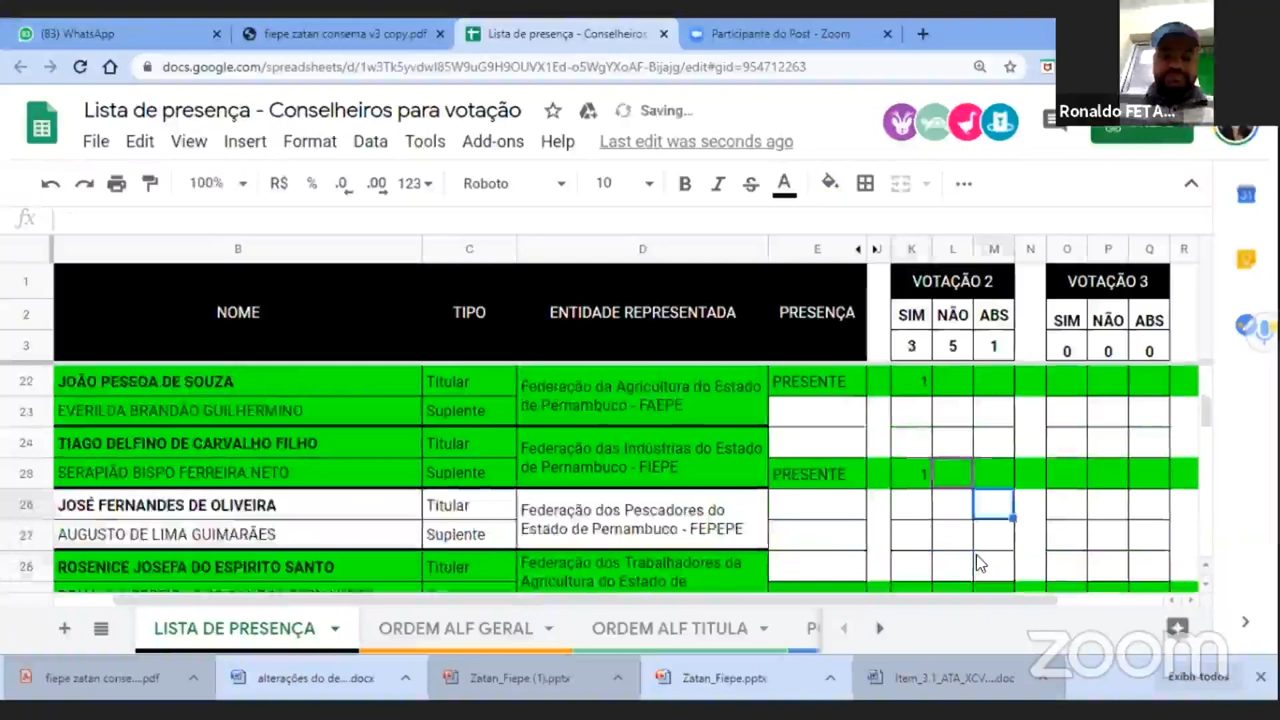 (83) WhatsApp
fiepe zatan consema v3 copy.pdf
Lista de presença - Conselheiros
Participante do Post - Zoom
docs.google.com/spreadsheets/d/1w3Tk5yvdwI85W9uG9H9OUVX1Ed-o5WgYXoAF-Bijajg/edit#gid=954712263
Ronaldo FETA...
Lista de presença - Conselheiros para votação
Saving...
File Edit View Insert Format Data Tools Add-ons Help Last edit was seconds ago
100% R$ % .0 .00 123 Roboto 10 B I S A
fx
B C D E K L M N O P Q R
1 VOTAÇÃO 2 VOTAÇÃO 3
2 NOME TIPO ENTIDADE REPRESENTADA PRESENÇA SIM NÃO ABS SIM NÃO ABS
3 3 5 1 0 0 0
22 JOÃO PESSOA DE SOUZA Titular Federação da Agricultura do Estado PRESENTE 1
23 EVERILDA BRANDÃO GUILHERMINO Suplente de Pernambuco - FAEPE
24 TIAGO DELFINO DE CARVALHO FILHO Titular Federação das Indústrias do Estado
SERAPIÃO BISPO FERREIRA NETO Suplente de Pernambuco - FIEPE PRESENTE 1
JOSÉ FERNANDES DE OLIVEIRA Titular Federação dos Pescadores do
27 AUGUSTO DE LIMA GUIMARÃES Suplente Estado de Pernambuco - FEPEPE
ROSENICE JOSEFA DO ESPIRITO SANTO Titular Federação dos Trabalhadores da
Agricultura do Estado de
LISTA DE PRESENÇA ORDEM ALF GERAL ORDEM ALF TITULA
zoom
fiepe zatan conse....pdf
alterações do de....docx
Zatan_Fiepe (1).pptx
Zatan_Fiepe.pptx
Item_3.1_ATA_XCV....doc
Exibir todos